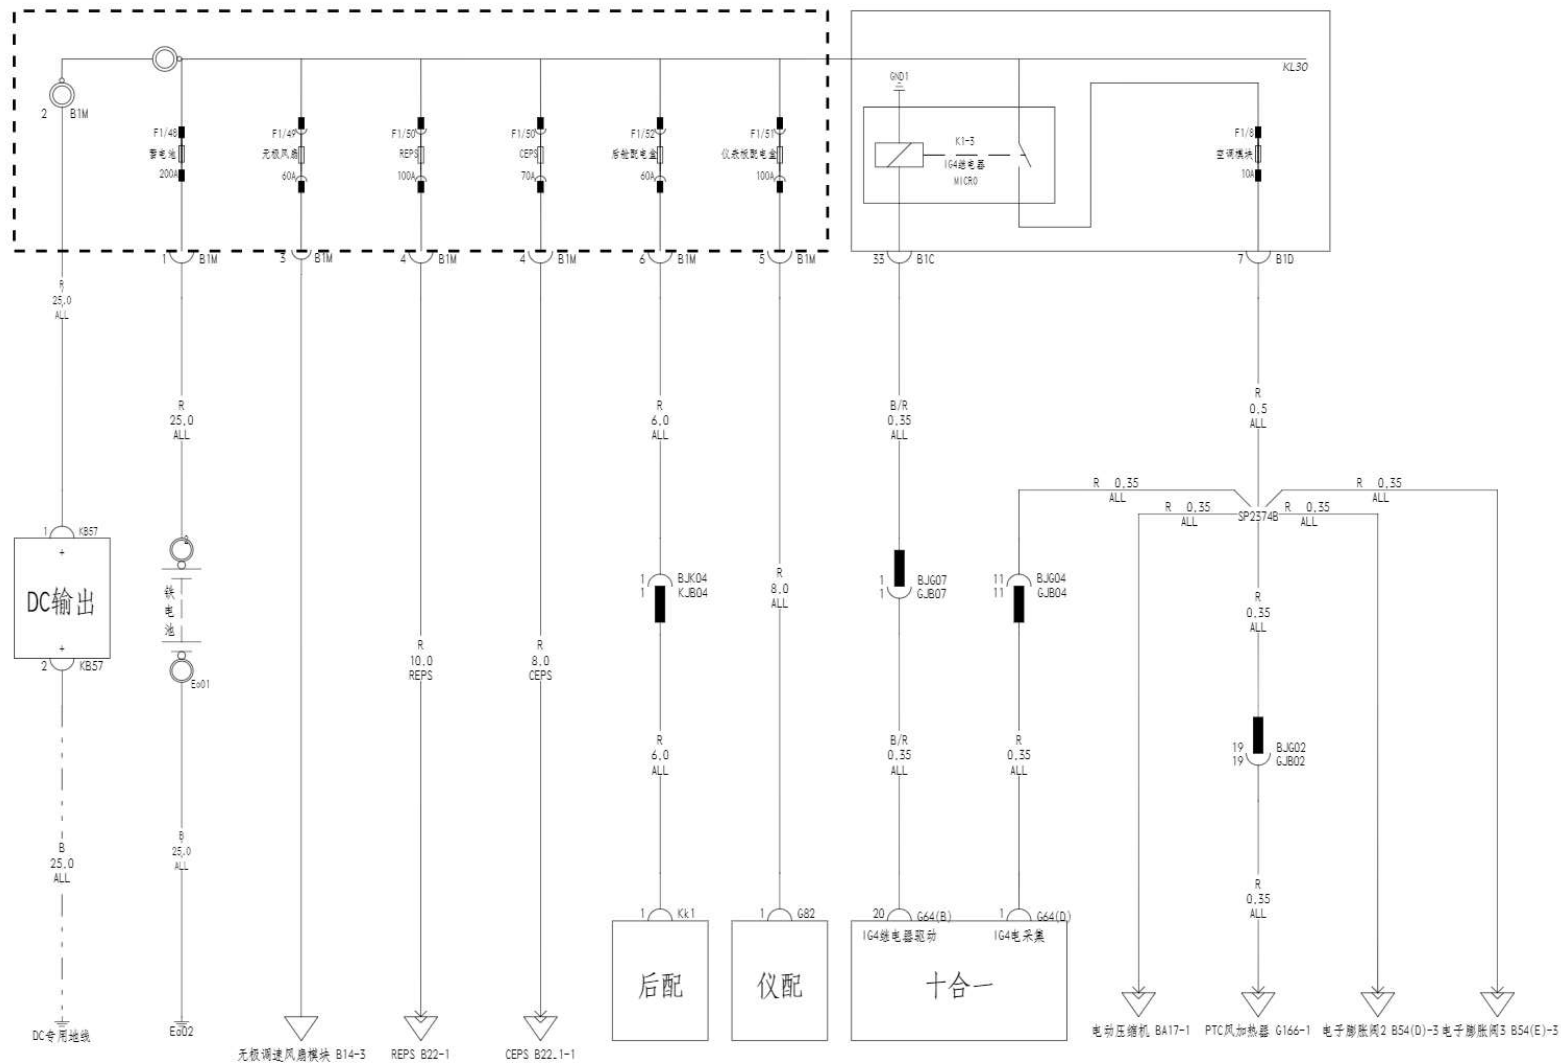 KL30
GND1
2 B1M
F1/48
蓄电池
200A
F1/49
无极风扇
60A
F1/50
REPS
100A
F1/50
CEPS
70A
F1/52
后舱配电盒
60A
F1/51
仪表板配电盒
100A
K1-3
IG4继电器
MICRO
F1/8
空调模块
10A
1 B1M
3 B1M
4 B1M
4 B1M
6 B1M
5 B1M
33 B1C
7 B1D
R
25.0
ALL
R
25.0
ALL
R
6.0
ALL
B/R
0.35
ALL
R
0.5
ALL
R 0.35
ALL
R 0.35
ALL
R 0.35
ALL
R 0.35
ALL
SP2374B
1 KB57
+
DC输出
+
2 KB57
2
铁电池
Ea01
1 BJK04
1 KJB04
R
8.0
ALL
1 BJG07
1 GJB07
11 BJG04
11 GJB04
R
0.35
ALL
R
10.0
REPS
R
8.0
CEPS
R
6.0
ALL
B/R
0.35
ALL
R
0.35
ALL
19 BJG02
19 GJB02
B
25.0
ALL
B
25.0
ALL
R
0.35
ALL
1 Kk1
后配
1 G82
仪配
20 G64(B)
IG4继电器驱动
1 G64(D)
IG4电采集
十合一
DC专用地线
Ea02
无极调速风扇模块 B14-3
REPS B22-1
CEPS B22_1-1
电动压缩机 BA17-1
PTC风加热器 G166-1
电子膨胀阀2 B54(D)-3
电子膨胀阀3 B54(E)-3